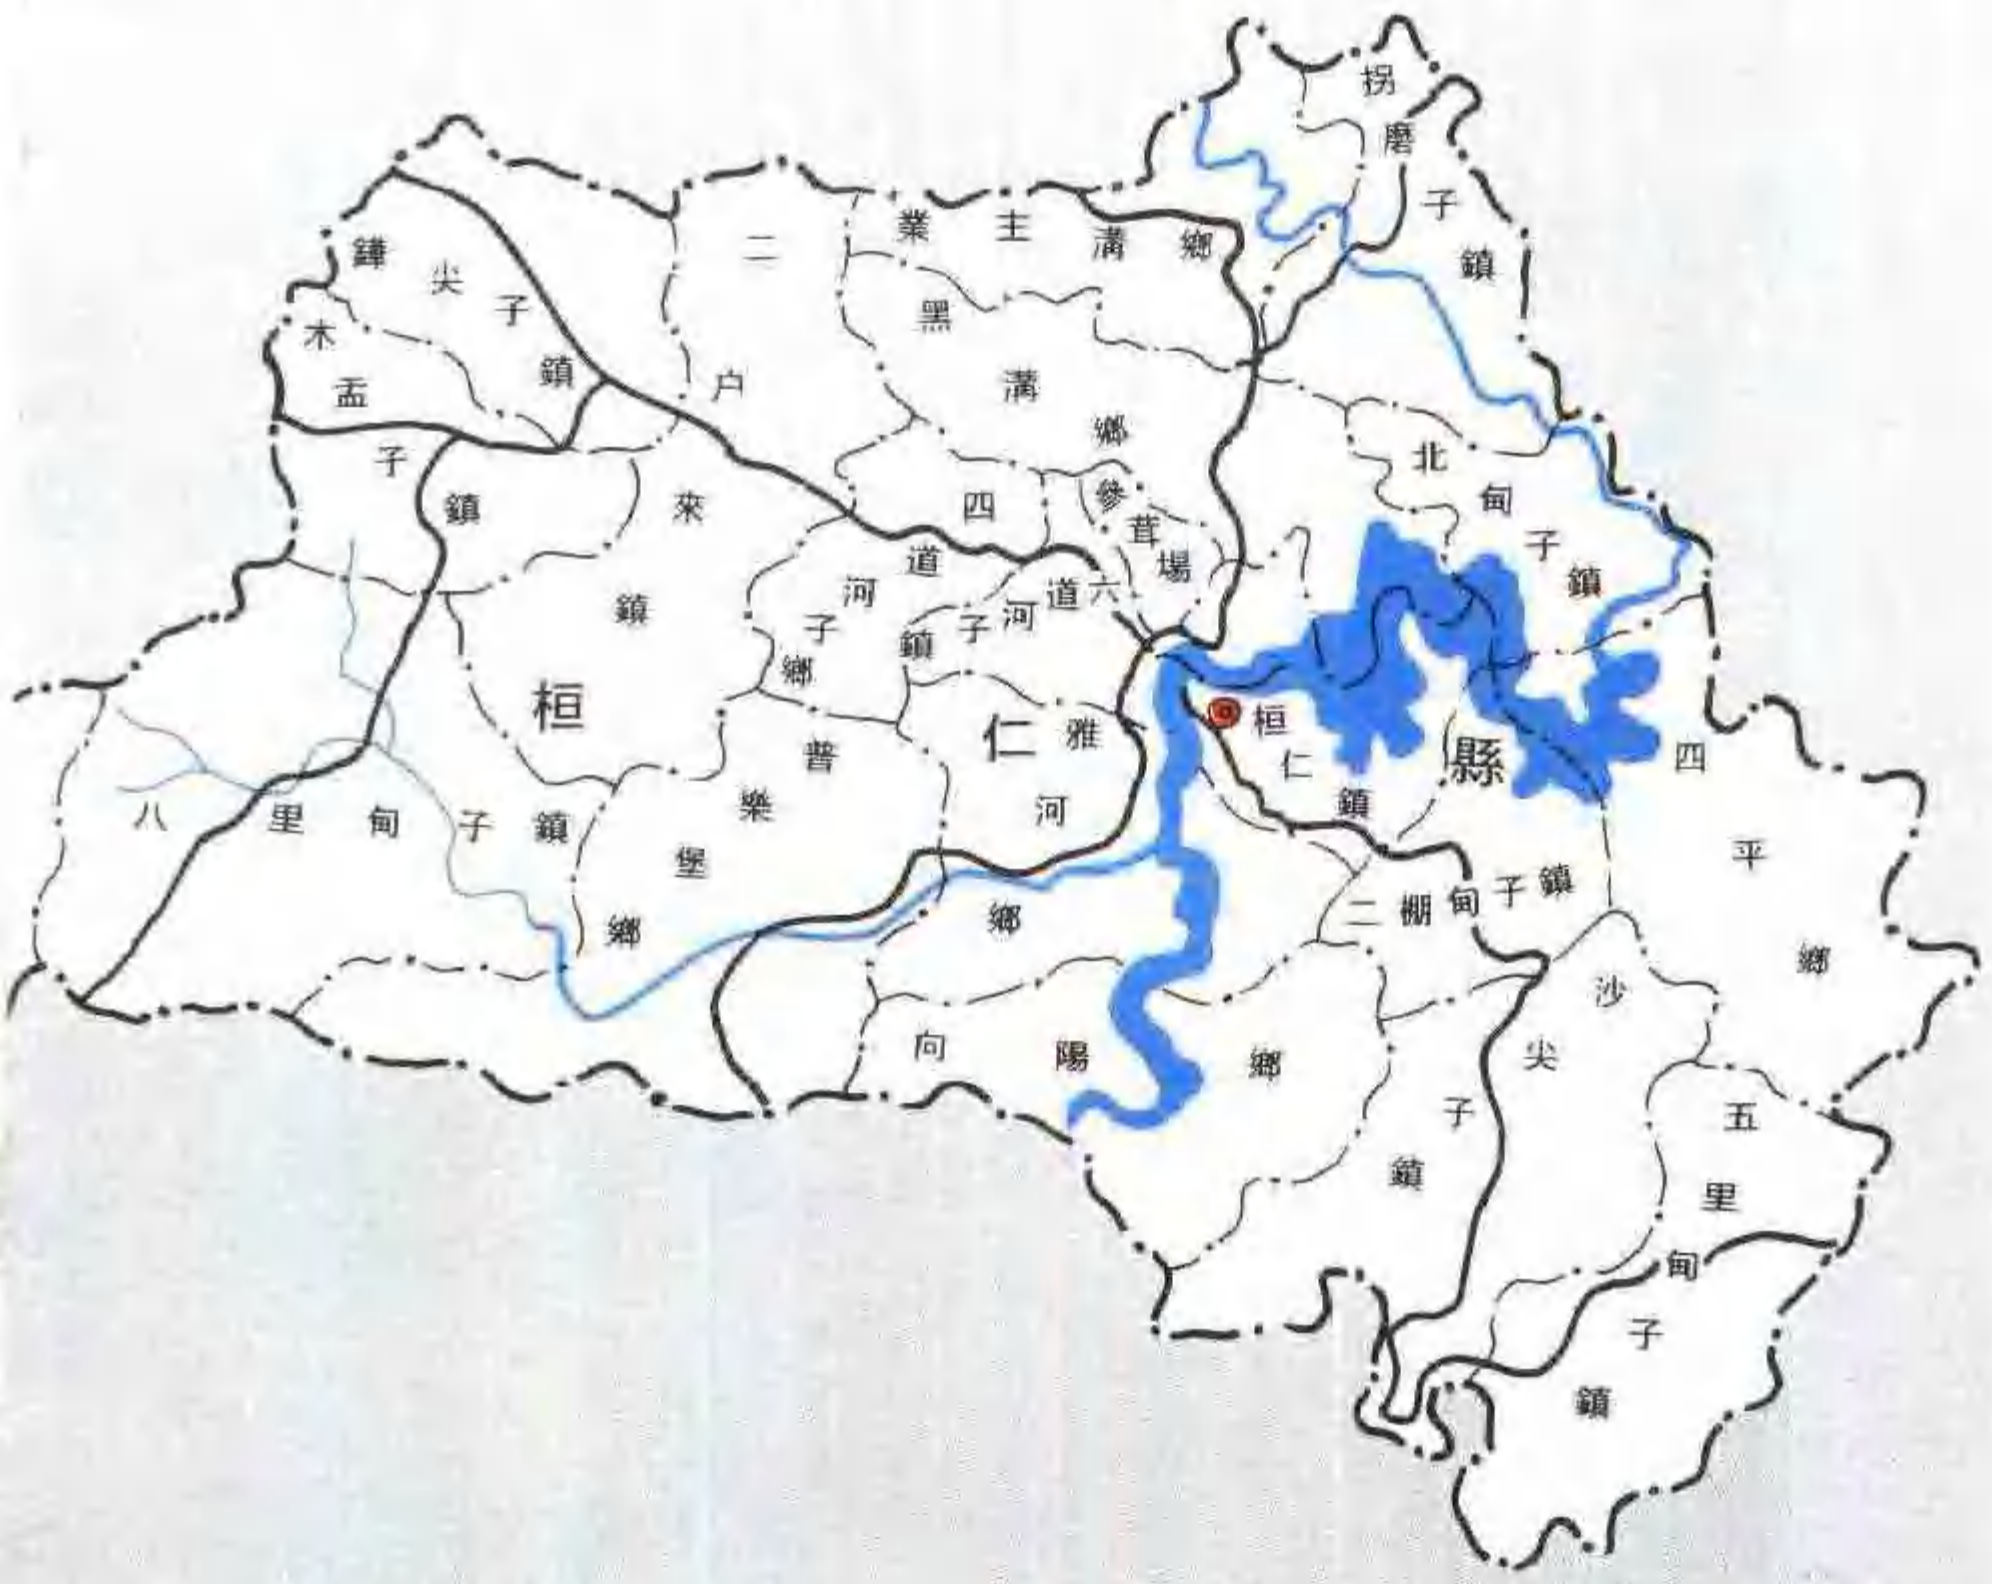 拐磨子鎮
業主溝鄉
鏵尖子鎮
二户來鎮
黑溝鄉
木盂子鎮
北甸子鎮
參茸場
四道河子鄉
六道河子鎮
桓仁縣
桓仁鎮
雅河鄉
普樂堡鄉
四平鄉
八里甸子鎮
二棚甸子鎮
沙尖子鎮
向陽鄉
五里甸子鎮